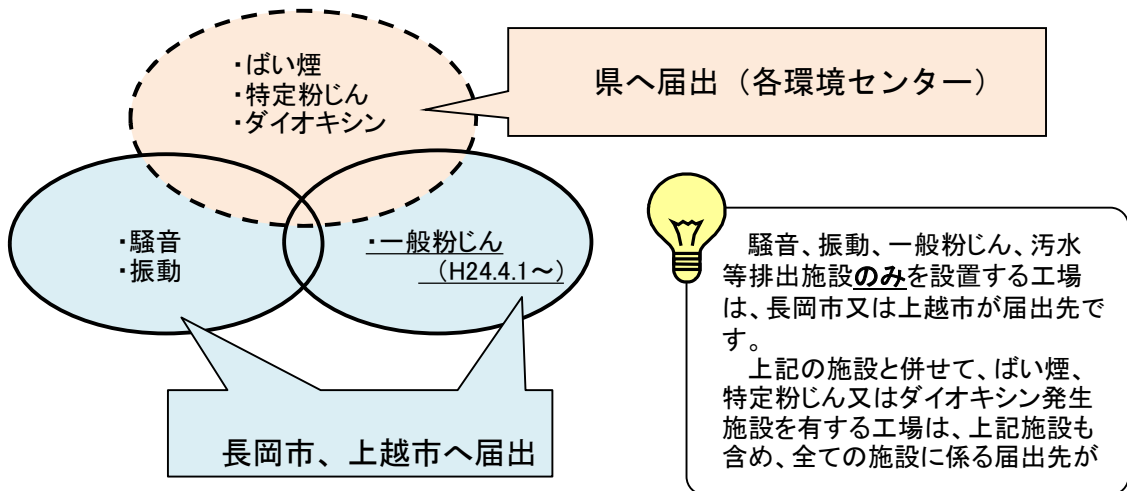 ・ばい煙
・特定粉じん
・ダイオキシン
県へ届出（各環境センター）
・騒音
・振動
・一般粉じん
（H24.4.1～）
長岡市、上越市へ届出
騒音、振動、一般粉じん、汚水
等排出施設のみを設置する工場
は、長岡市又は上越市が届出先で
す。
上記の施設と併せて、ばい煙、
特定粉じん又はダイオキシン発生
施設を有する工場は、上記施設も
含め、全ての施設に係る届出先が